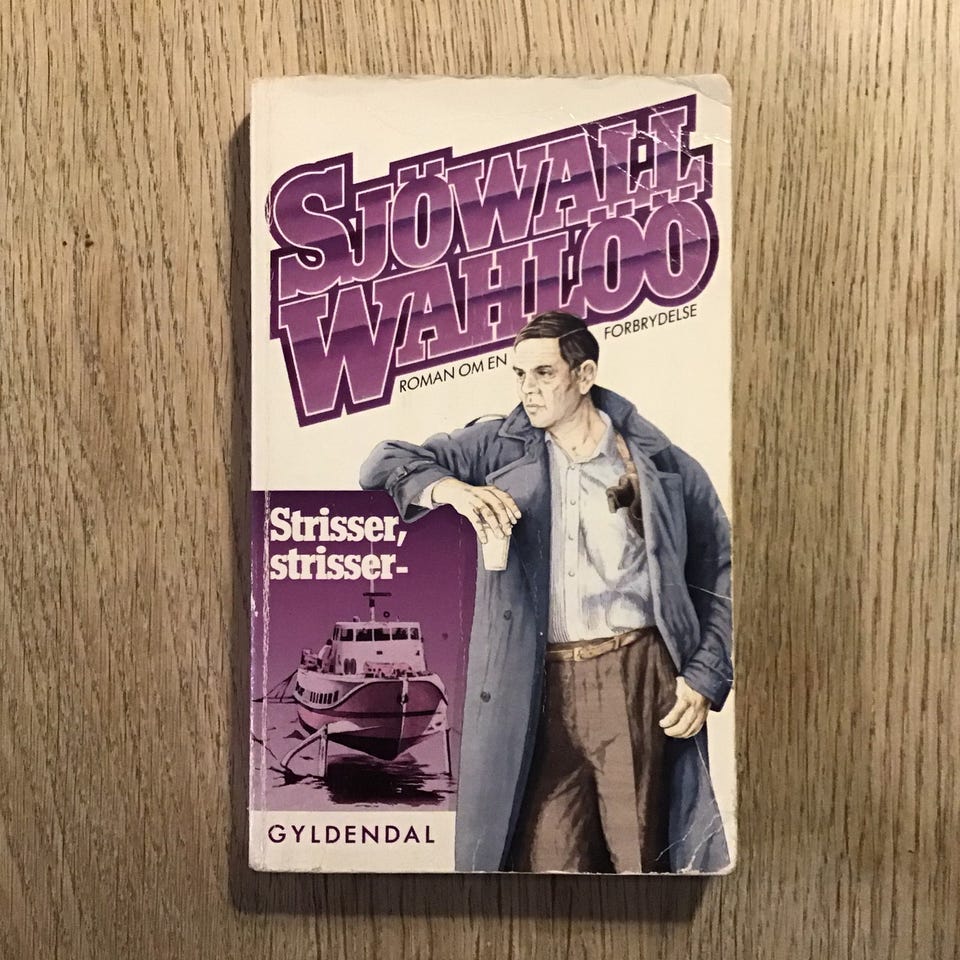 SJÖWALL
WAHLÖÖ
ROMAN OM EN FORBRYDELSE
Strisser,
strisser-
GYLDENDAL